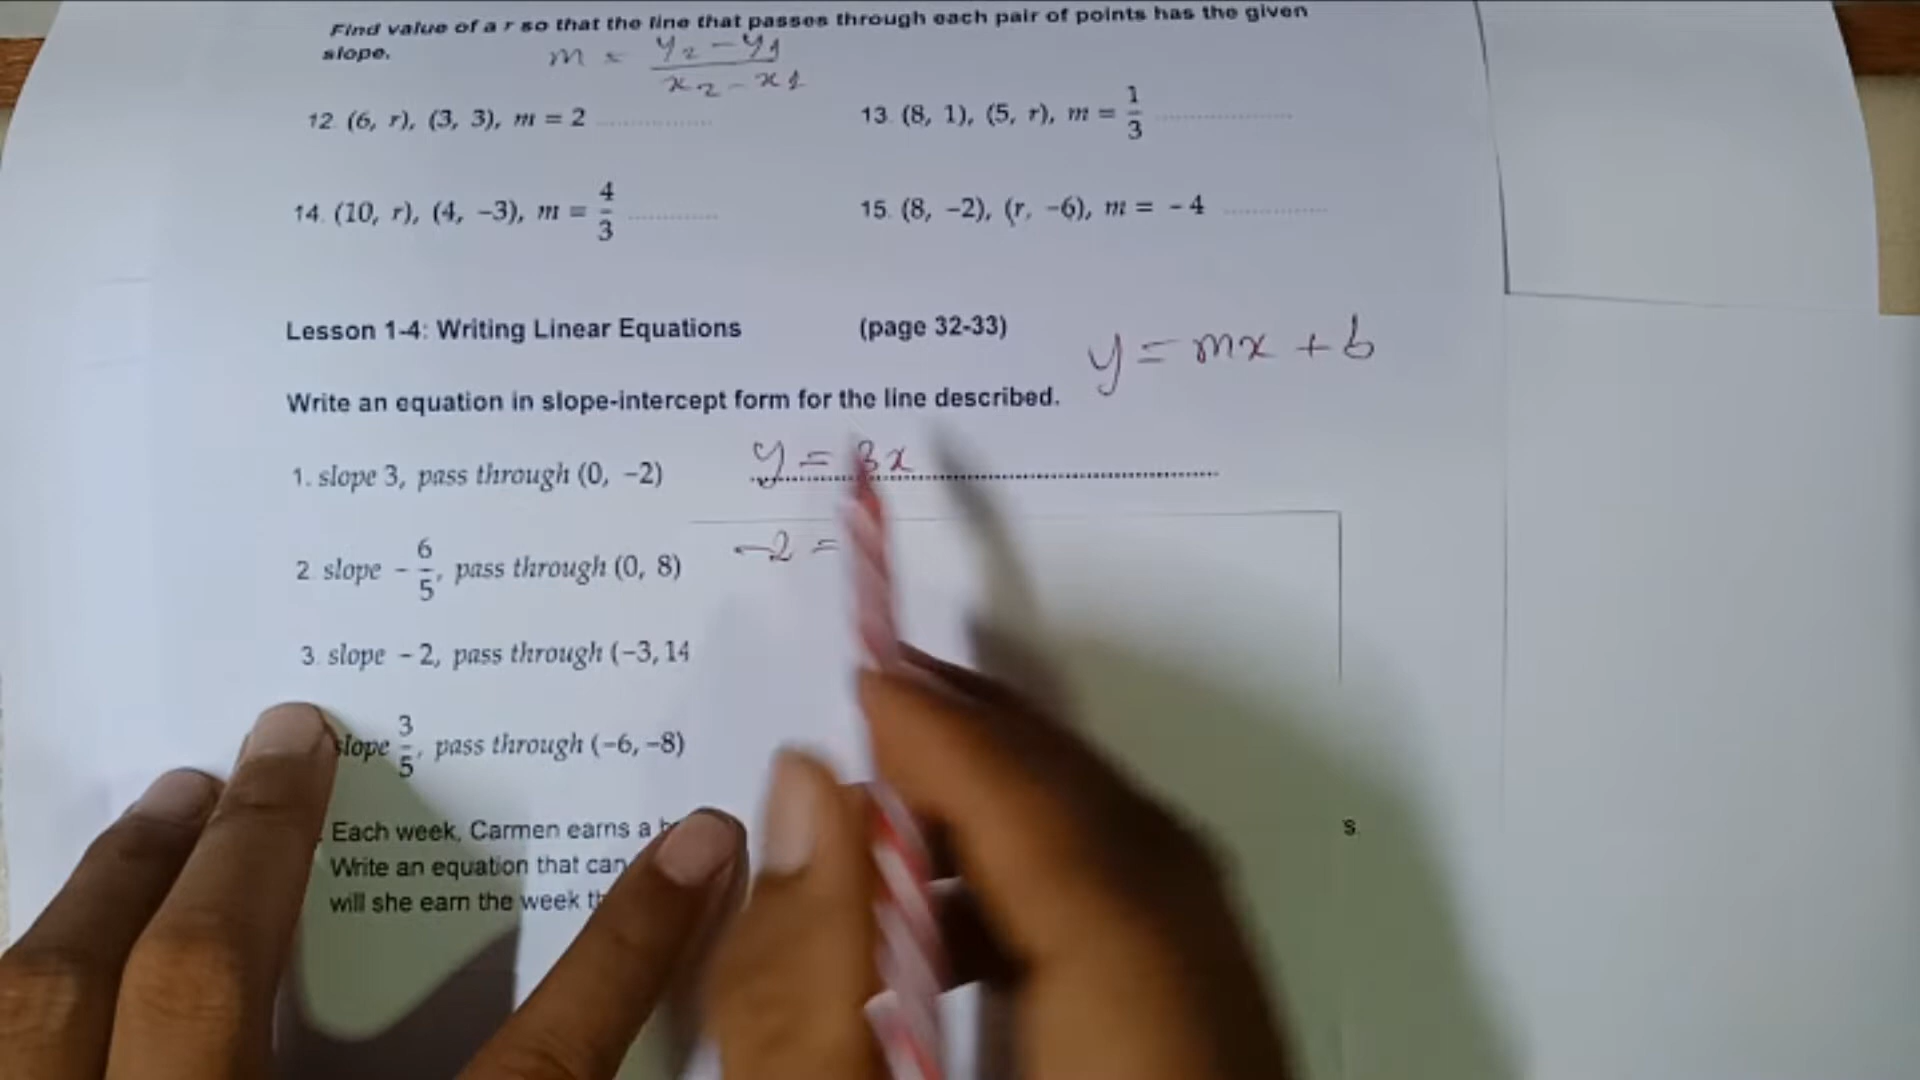 Find value of a r so that the line that passes through each pair of points has the given
slope.
m = y2 - y1 / x2 - x1
12. (6, r), (3, 3), m = 2 ..............
13. (8, 1), (5, r), m = 1/3 ..............
14. (10, r), (4, −3), m = 4/3 ..............
15. (8, −2), (r, −6), m = − 4 ..............
Lesson 1-4: Writing Linear Equations (page 32-33)
y = mx + b
Write an equation in slope-intercept form for the line described.
1. slope 3, pass through (0, −2) y = 3x
-2 =
2. slope − 6/5, pass through (0, 8)
3. slope − 2, pass through (−3, 14
slope 3/5, pass through (−6, −8)
Each week, Carmen earns a
s.
Write an equation that can
will she earn the week